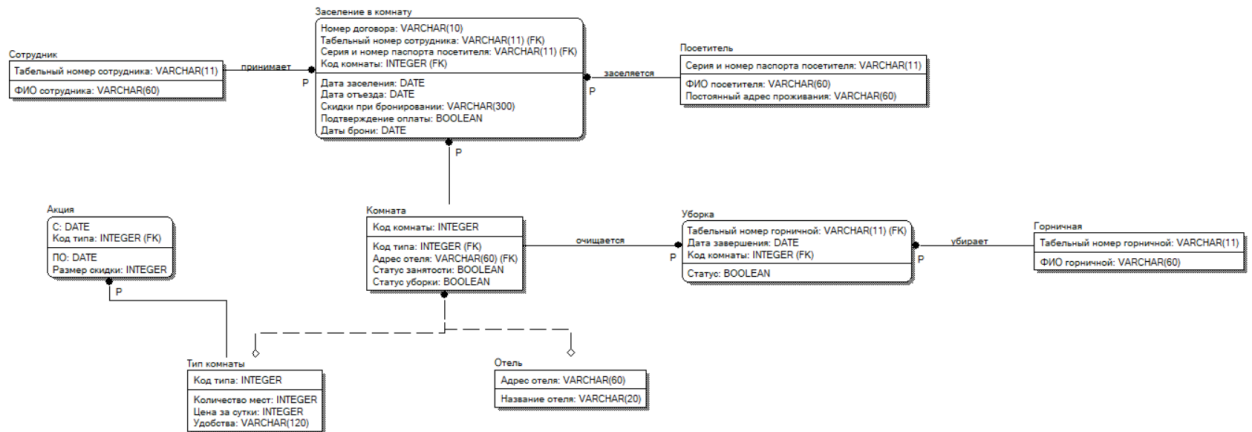 Заселение в комнату
Номер договора: VARCHAR(10)
Табельный номер сотрудника: VARCHAR(11) (FK)
Серия и номер паспорта посетителя: VARCHAR(11) (FK)
Код комнаты: INTEGER (FK)
Дата заселения: DATE
Дата отъезда: DATE
Скидки при бронировании: VARCHAR(300)
Подтверждение оплаты: BOOLEAN
Даты брони: DATE
Сотрудник
Табельный номер сотрудника: VARCHAR(11)
ФИО сотрудника: VARCHAR(60)
принимает
P
Посетитель
Серия и номер паспорта посетителя: VARCHAR(11)
ФИО посетителя: VARCHAR(60)
Постоянный адрес проживания: VARCHAR(60)
заселяется
P
P
Акция
С: DATE
Код типа: INTEGER (FK)
ПО: DATE
Размер скидки: INTEGER
P
Комната
Код комнаты: INTEGER
Код типа: INTEGER (FK)
Адрес отеля: VARCHAR(60) (FK)
Статус занятости: BOOLEAN
Статус уборки: BOOLEAN
очищается
P
Уборка
Табельный номер горничной: VARCHAR(11) (FK)
Дата завершения: DATE
Код комнаты: INTEGER (FK)
Статус: BOOLEAN
убирает
P
Горничная
Табельный номер горничной: VARCHAR(11)
ФИО горничной: VARCHAR(60)
Тип комнаты
Код типа: INTEGER
Количество мест: INTEGER
Цена за сутки: INTEGER
Удобства: VARCHAR(120)
Отель
Адрес отеля: VARCHAR(60)
Название отеля: VARCHAR(20)